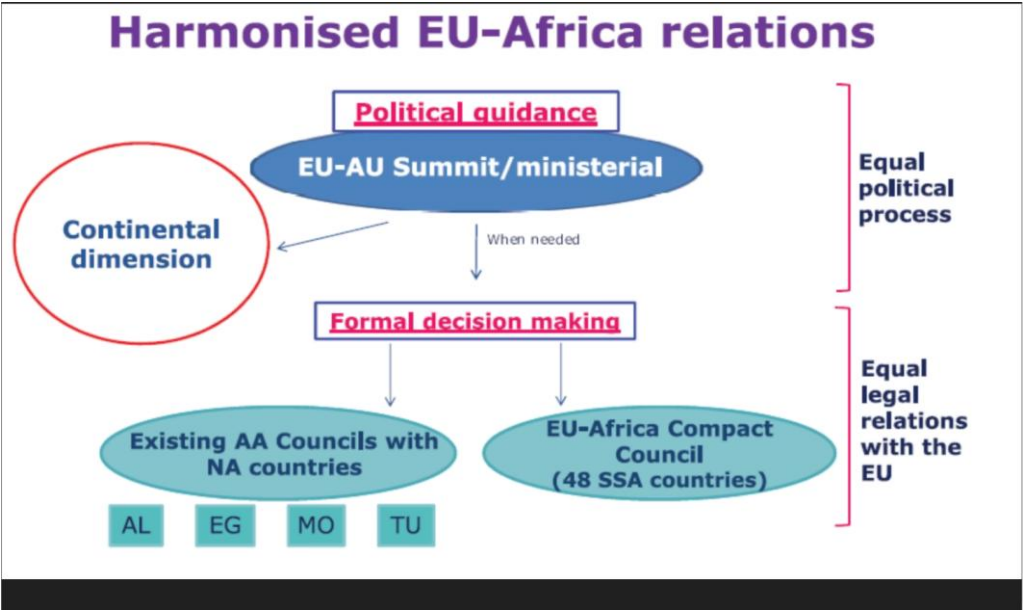 Harmonised EU-Africa relations
Political guidance
EU-AU Summit/ministerial
Continental
dimension
When needed
Equal
political
process
Formal decision making
Existing AA Councils with
NA countries
EU-Africa Compact
Council
(48 SSA countries)
AL
EG
MO
TU
Equal
legal
relations
with the
EU